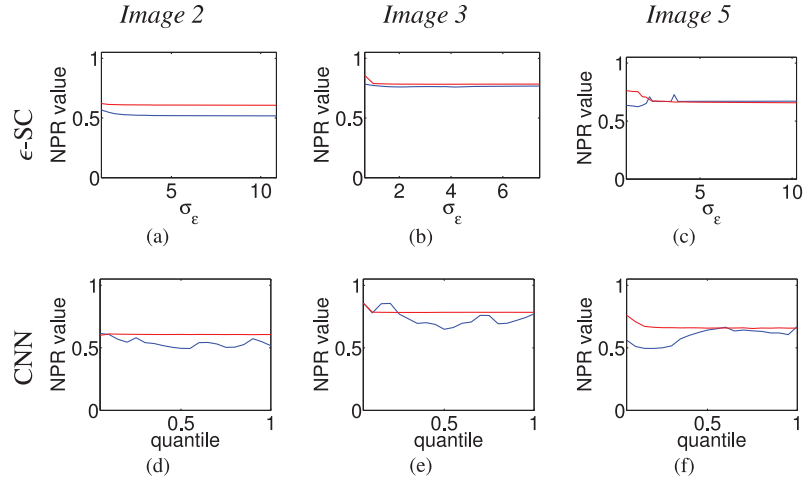 Image 2 Image 3 Image 5
ϵ-SC
NPR value
1
0.5
0
5 10
σε
(a)
NPR value
1
0.5
0
2 4 6
σε
(b)
NPR value
1
0.5
0
5 10
σε
(c)
CNN
NPR value
1
0.5
0
0.5 1
quantile
(d)
NPR value
1
0.5
0
0.5 1
quantile
(e)
NPR value
1
0.5
0
0.5 1
quantile
(f)